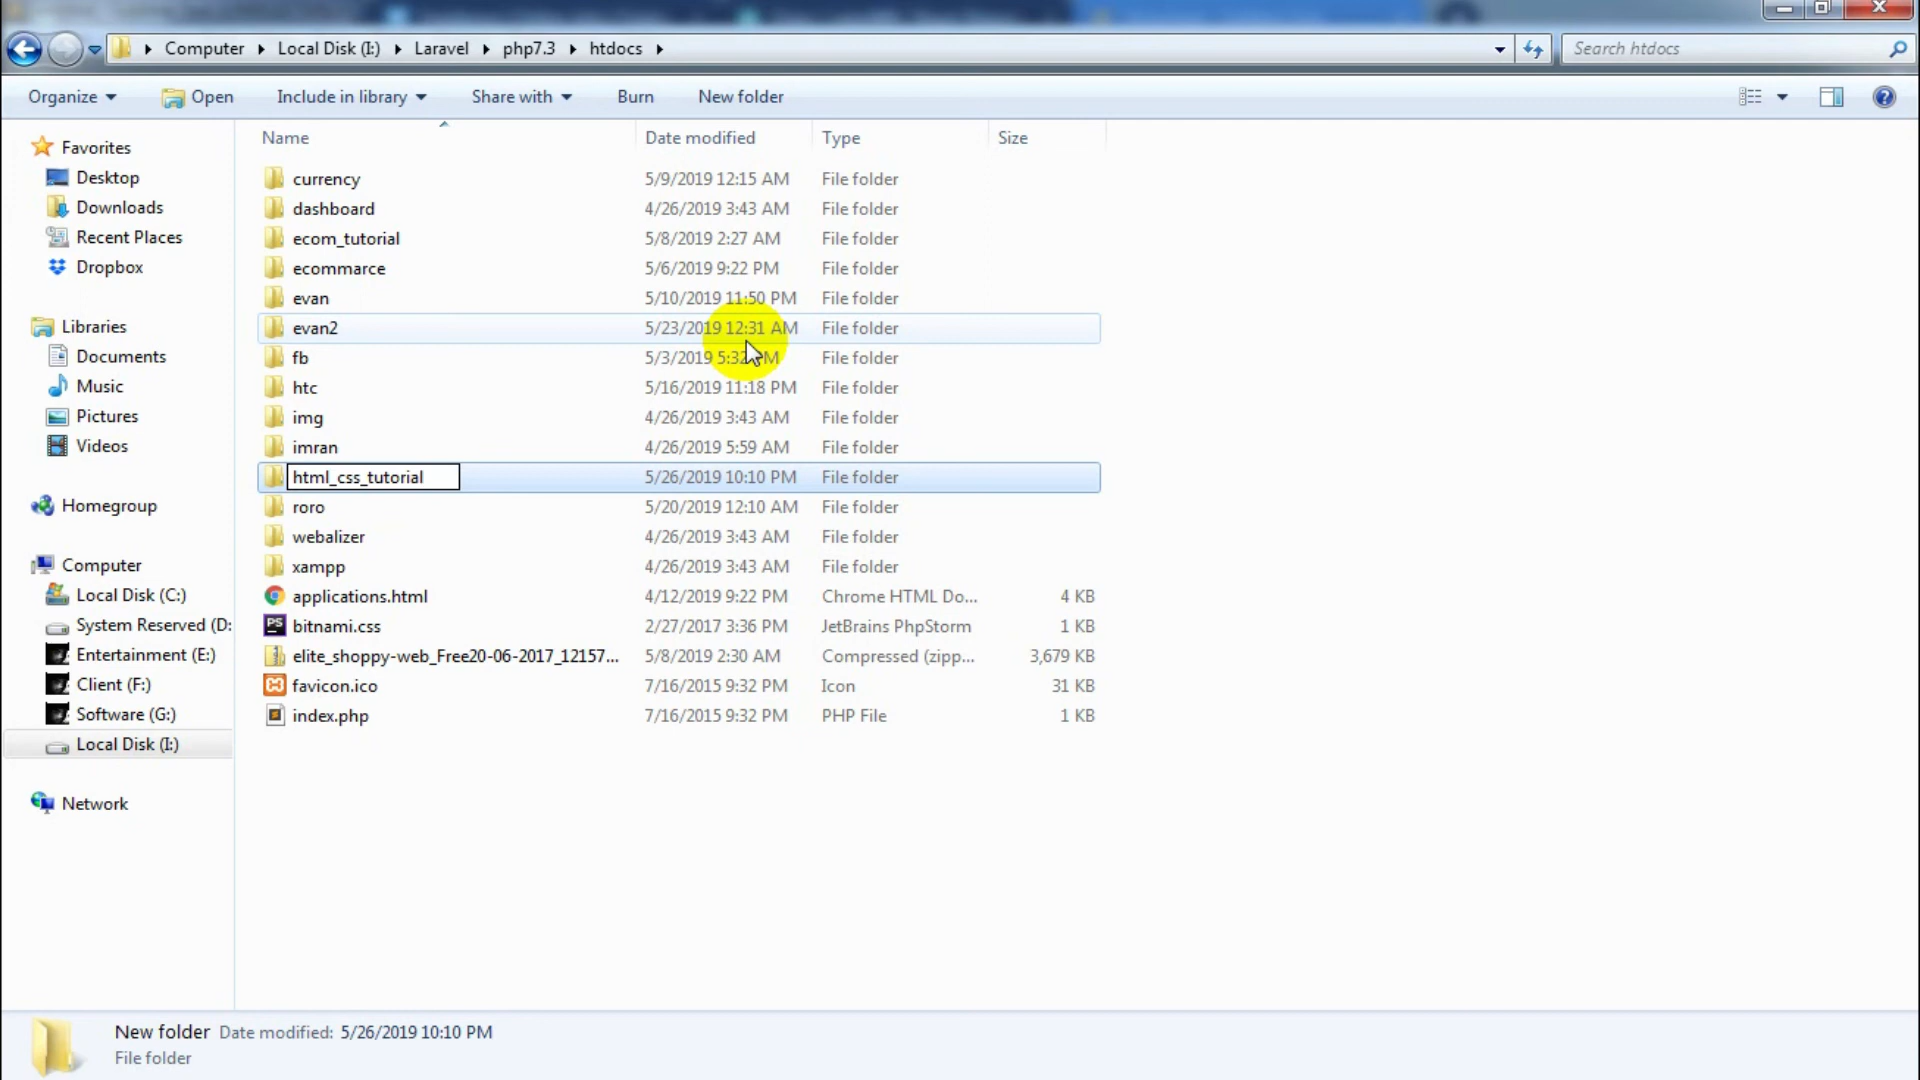 Computer Local Disk (I:) Laravel php7.3 htdocs Search htdocs
Organize Open Include in library Share with Burn New folder
Favorites
Desktop
Downloads
Recent Places
Dropbox
Libraries
Documents
Music
Pictures
Videos
Homegroup
Computer
Local Disk (C:)
System Reserved (D:
Entertainment (E:)
Client (F:)
Software (G:)
Local Disk (I:)
Network
Name Date modified Type Size
currency 5/9/2019 12:15 AM File folder
dashboard 4/26/2019 3:43 AM File folder
ecom_tutorial 5/8/2019 2:27 AM File folder
ecommarce 5/6/2019 9:22 PM File folder
evan 5/10/2019 11:50 PM File folder
evan2 5/23/2019 12:31 AM File folder
fb 5/3/2019 5:32 PM File folder
htc 5/16/2019 11:18 PM File folder
img 4/26/2019 3:43 AM File folder
imran 4/26/2019 5:59 AM File folder
html_css_tutorial 5/26/2019 10:10 PM File folder
roro 5/20/2019 12:10 AM File folder
webalizer 4/26/2019 3:43 AM File folder
xampp 4/26/2019 3:43 AM File folder
applications.html 4/12/2019 9:22 PM Chrome HTML Do... 4 KB
bitnami.css 2/27/2017 3:36 PM JetBrains PhpStorm 1 KB
elite_shoppy-web_Free20-06-2017_12157... 5/8/2019 2:30 AM Compressed (zipp... 3,679 KB
favicon.ico 7/16/2015 9:32 PM Icon 31 KB
index.php 7/16/2015 9:32 PM PHP File 1 KB
New folder Date modified: 5/26/2019 10:10 PM
File folder